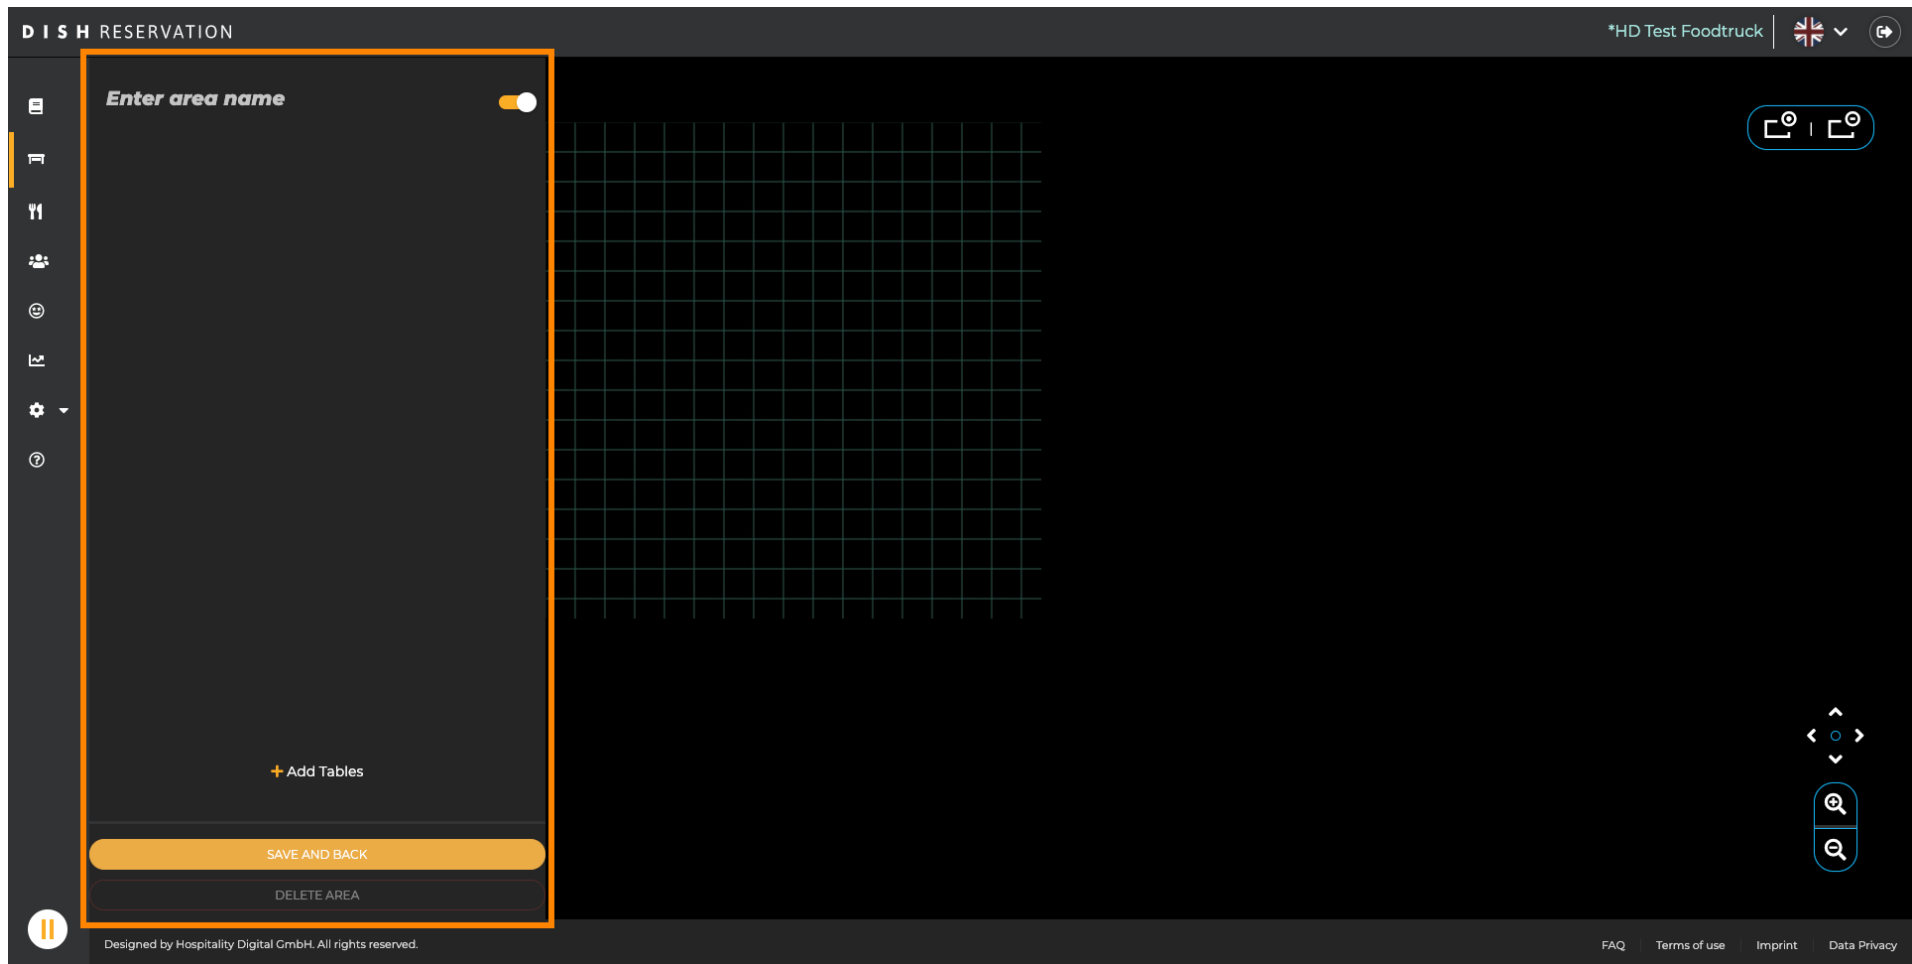 DISH RESERVATION
*HD Test Foodtruck
Enter area name
+ Add Tables
SAVE AND BACK
DELETE AREA
Designed by Hospitality Digital GmbH. All rights reserved.
FAQ
Terms of use
Imprint
Data Privacy